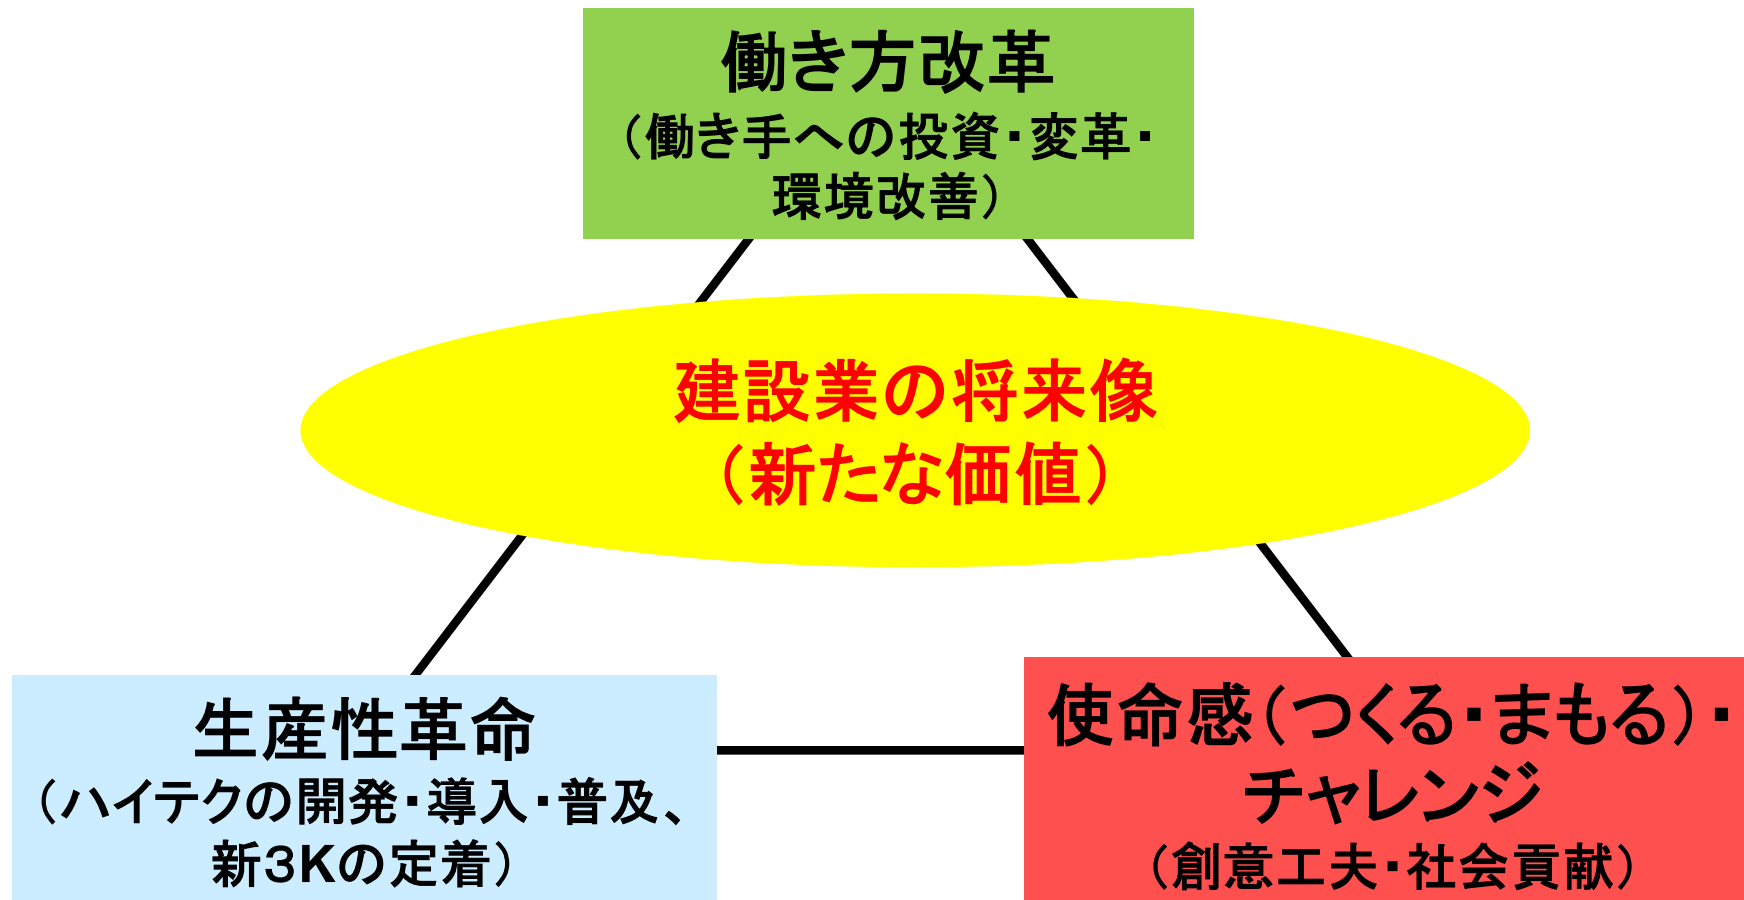 働き方改革
（働き手への投資・変革・
環境改善）
建設業の将来像
（新たな価値）
生産性革命
（ハイテクの開発・導入・普及、
新３Kの定着）
使命感（つくる・まもる）・
チャレンジ
（創意工夫・社会貢献）